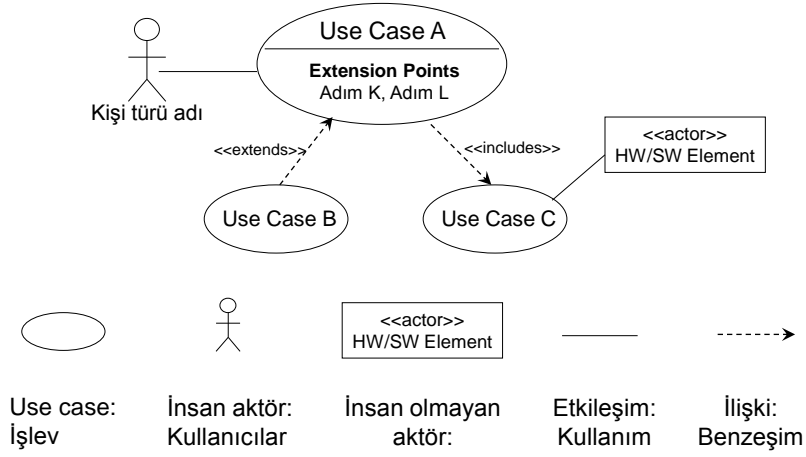 Use Case A
Extension Points
Adım K, Adım L
Kişi türü adı
<<extends>>
<<includes>>
<<actor>>
HW/SW Element
Use Case B
Use Case C
<<actor>>
HW/SW Element
Use case:
İşlev
İnsan aktör:
Kullanıcılar
İnsan olmayan
aktör:
Etkileşim:
Kullanım
İlişki:
Benzeşim